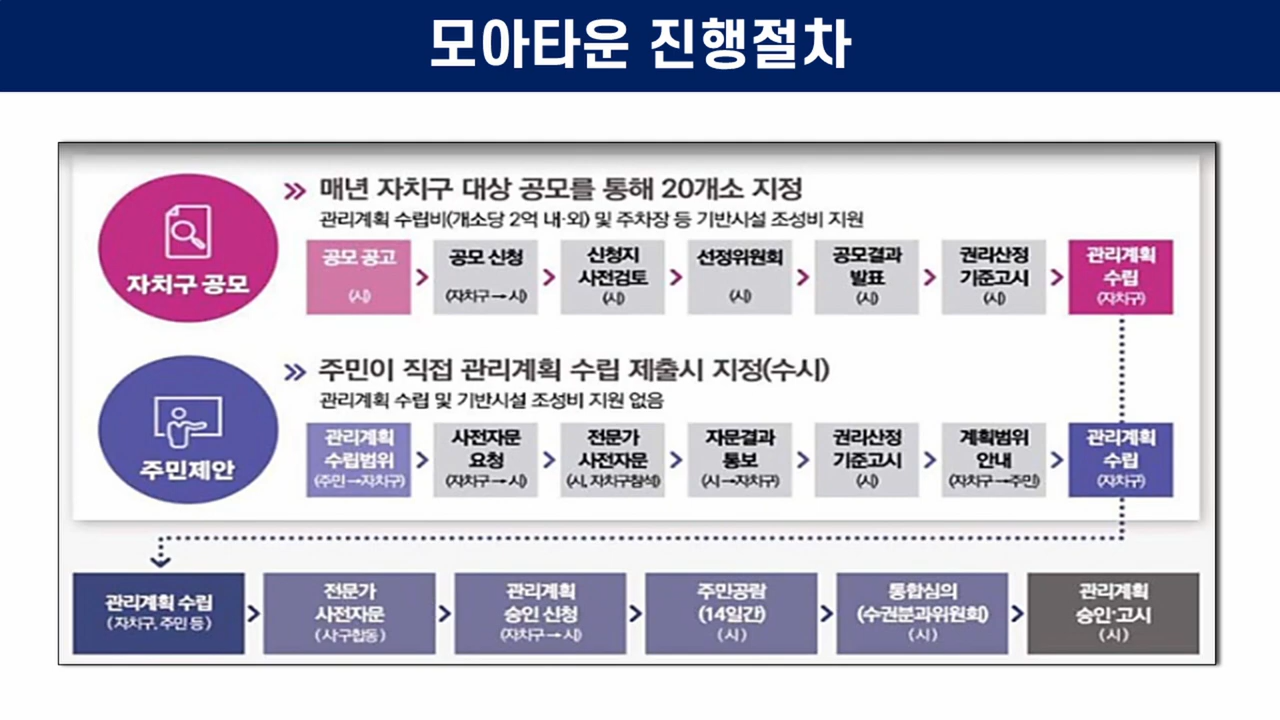 모아타운 진행절차
자치구 공모
매년 자치구 대상 공모를 통해 20개소 지정
관리계획 수립비(개소당 2억 내·외) 및 주차장 등 기반시설 조성비 지원
공모 공고
(시)
공모 신청
(자치구→시)
신청지
사전검토
(시)
선정위원회
(시)
공모결과
발표
(시)
권리산정
기준고시
(시)
관리계획
수립
(자치구)
주민제안
주민이 직접 관리계획 수립 제출시 지정(수시)
관리계획 수립 및 기반시설 조성비 지원 없음
관리계획
수립범위
(주민→자치구)
사전자문
요청
(자치구→시)
전문가
사전자문
(시, 자치구참석)
자문결과
통보
(시→자치구)
권리산정
기준고시
(시)
계획범위
안내
(자치구→주민)
관리계획
수립
(자치구)
관리계획 수립
(자치구, 주민 등)
전문가
사전자문
(시·구합동)
관리계획
승인 신청
(자치구→시)
주민공람
(14일간)
(시)
통합심의
(수권분과위원회)
(시)
관리계획
승인·고시
(시)